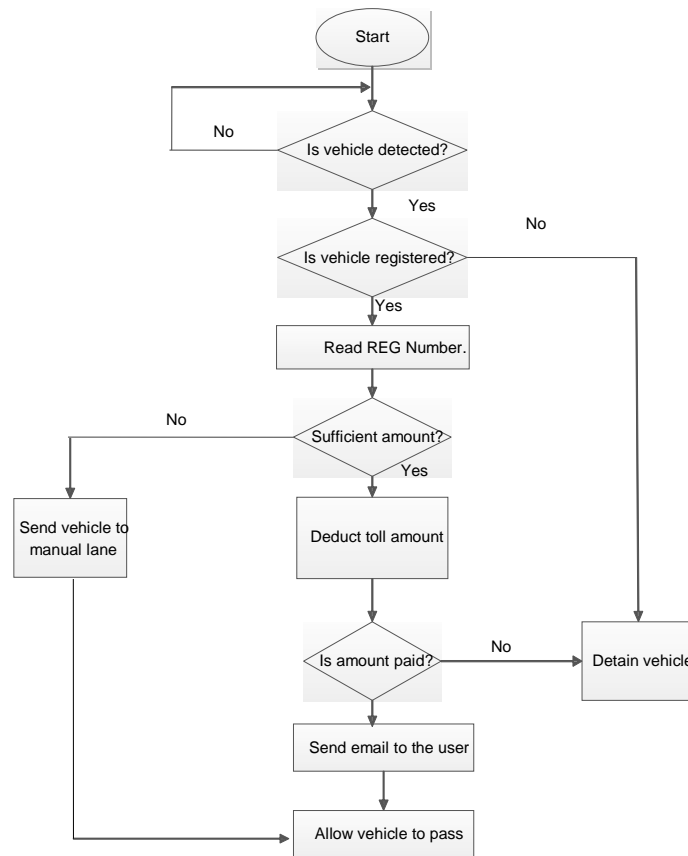 Start
No
Is vehicle detected?
Yes
No
Is vehicle registered?
Yes
Read REG Number.
No
Sufficient amount?
Yes
Send vehicle to
manual lane
Deduct toll amount
Is amount paid?
No
Detain vehicle
Send email to the user
Allow vehicle to pass